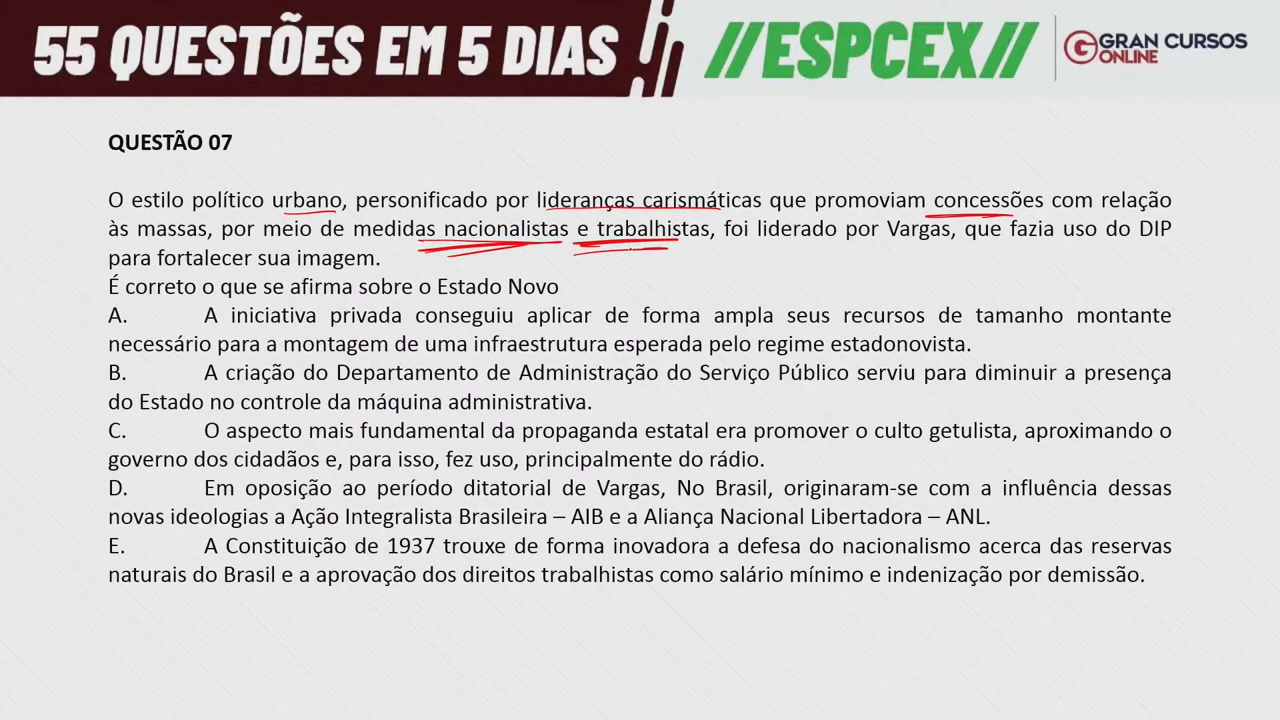 55 QUESTÕES EM 5 DIAS
//ESPCEX//
GRAN CURSOS
ONLINE
QUESTÃO 07
O estilo político urbano, personificado por lideranças carismáticas que promoviam concessões com relação
às massas, por meio de medidas nacionalistas e trabalhistas, foi liderado por Vargas, que fazia uso do DIP
para fortalecer sua imagem.
É correto o que se afirma sobre o Estado Novo
A. A iniciativa privada conseguiu aplicar de forma ampla seus recursos de tamanho montante
necessário para a montagem de uma infraestrutura esperada pelo regime estadonovista.
B. A criação do Departamento de Administração do Serviço Público serviu para diminuir a presença
do Estado no controle da máquina administrativa.
C. O aspecto mais fundamental da propaganda estatal era promover o culto getulista, aproximando o
governo dos cidadãos e, para isso, fez uso, principalmente do rádio.
D. Em oposição ao período ditatorial de Vargas, No Brasil, originaram-se com a influência dessas
novas ideologias a Ação Integralista Brasileira – AIB e a Aliança Nacional Libertadora – ANL.
E. A Constituição de 1937 trouxe de forma inovadora a defesa do nacionalismo acerca das reservas
naturais do Brasil e a aprovação dos direitos trabalhistas como salário mínimo e indenização por demissão.